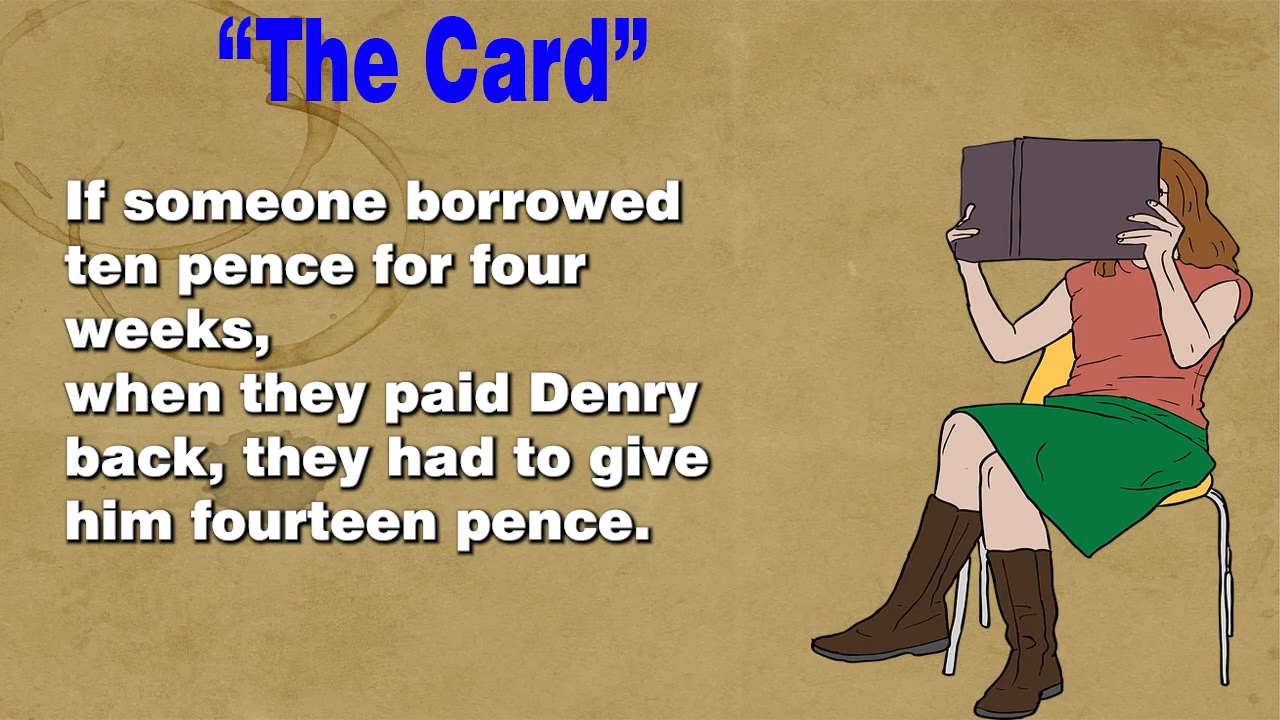 “The Card”
If someone borrowed
ten pence for four
weeks,
when they paid Denry
back, they had to give
him fourteen pence.